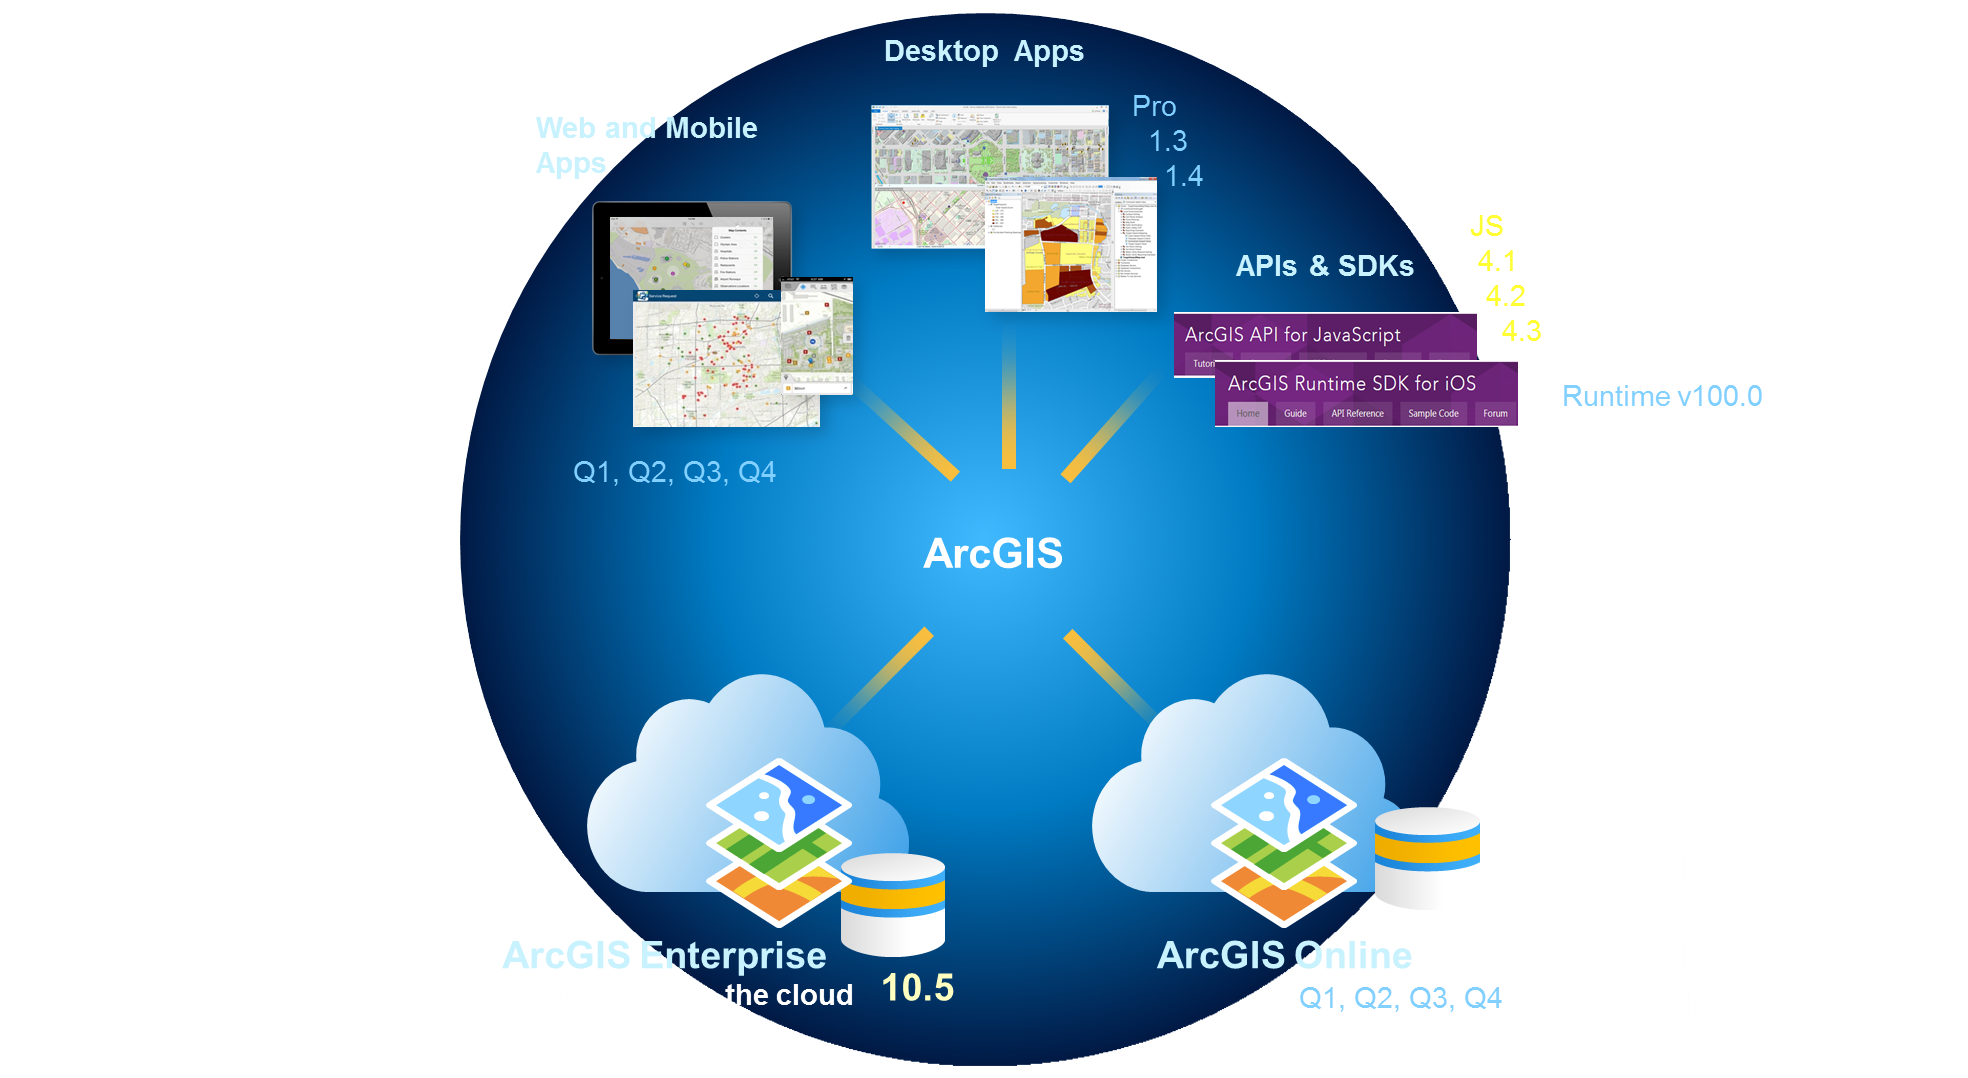 Desktop Apps
Pro
1.3
1.4
Web and Mobile
Apps
Service Request
Q1, Q2, Q3, Q4
JS
4.1
4.2
4.3
APIs & SDKs
ArcGIS API for JavaScript
ArcGIS Runtime SDK for iOS
Home Guide API Reference Sample Code Forum
Runtime v100.0
ArcGIS
ArcGIS Enterprise
the cloud
10.5
ArcGIS Online
Q1, Q2, Q3, Q4